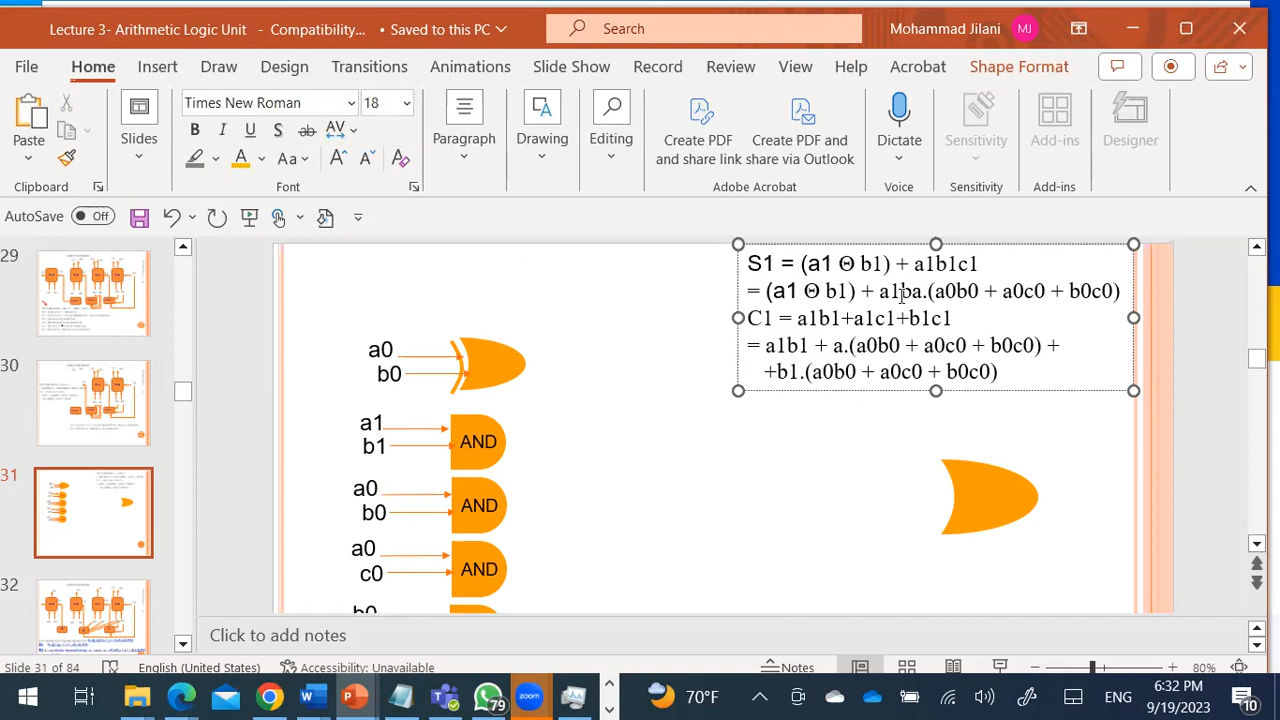 Lecture 3- Arithmetic Logic Unit - Compatibility... • Saved to this PC
Search
Mohammad Jilani MJ
File Home Insert Draw Design Transitions Animations Slide Show Record Review View Help Acrobat Shape Format
Times New Roman 18
Paste
Slides
B I U S ab AV
Aa A A A
Paragraph
Drawing
Editing
Create PDF
and share link
Create PDF and
share via Outlook
Dictate
Sensitivity
Add-ins
Designer
Clipboard Font Adobe Acrobat Voice Sensitivity Add-ins
AutoSave Off
29
30
31
32
S1 = (a1 Θ b1) + a1b1c1
= (a1 Θ b1) + a1ba.(a0b0 + a0c0 + b0c0)
C1 = a1b1+a1c1+b1c1
= a1b1 + a.(a0b0 + a0c0 + b0c0) +
+b1.(a0b0 + a0c0 + b0c0)
a0
b0
a1
b1
AND
a0
b0
AND
a0
c0
AND
b0
Click to add notes
Slide 31 of 84 English (United States) Accessibility: Unavailable Notes 80%
79 zoom 70°F ENG 6:32 PM
9/19/2023 10